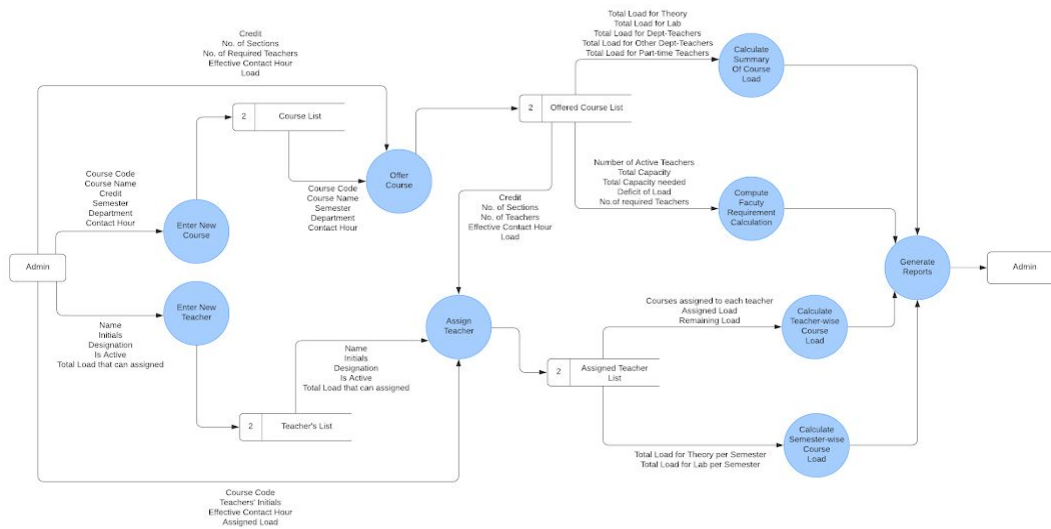 Credit
No. of Sections
No. of Required Teachers
Effective Contact Hour
Load
Total Load for Theory
Total Load for Lab
Total Load for Dept-Teachers
Total Load for Other Dept-Teachers
Total Load for Part-time Teachers
Calculate
Summary
Of Course
Load
2
Course List
2
Offered Course List
Course Code
Course Name
Credit
Semester
Department
Contact Hour
Course Code
Course Name
Semester
Department
Contact Hour
Offer
Course
Number of Active Teachers
Total Capacity
Total Capacity needed
Deficit of Load
No.of required Teachers
Compute
Facuty
Requirement
Calculation
Credit
No. of Sections
No. of Teachers
Effective Contact Hour
Load
Enter New
Course
Admin
Generate
Reports
Admin
Enter New
Teacher
Name
Initials
Designation
Is Active
Total Load that can assigned
Name
Initials
Designation
Is Active
Total Load that can assigned
Assign
Teacher
Courses assigned to each teacher
Assigned Load
Remaining Load
Calculate
Teacher-wise
Course
Load
2
Assigned Teacher
List
2
Teacher's List
Calculate
Semester-wise
Course
Load
Total Load for Theory per Semester
Total Load for Lab per Semester
Course Code
Teachers' Initials
Effective Contact Hour
Assigned Load